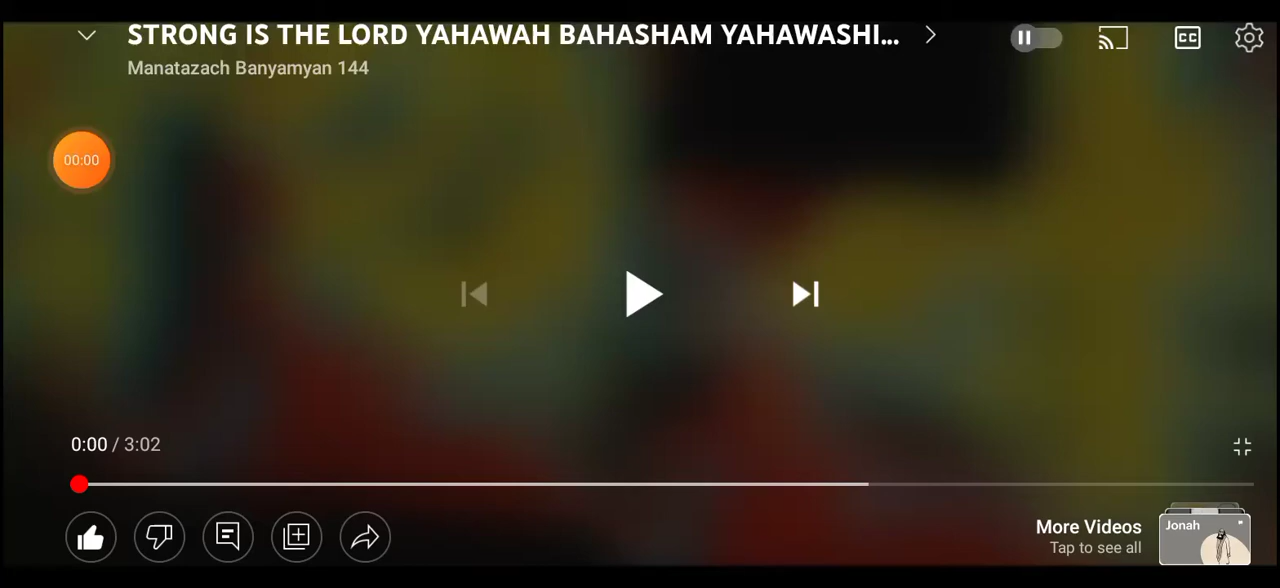 STRONG IS THE LORD YAHAWAH BAHASHAM YAHAWASHI...
Manatazach Banyamyan 144
CC
00:00
0:00 / 3:02
More Videos
Tap to see all
Jonah